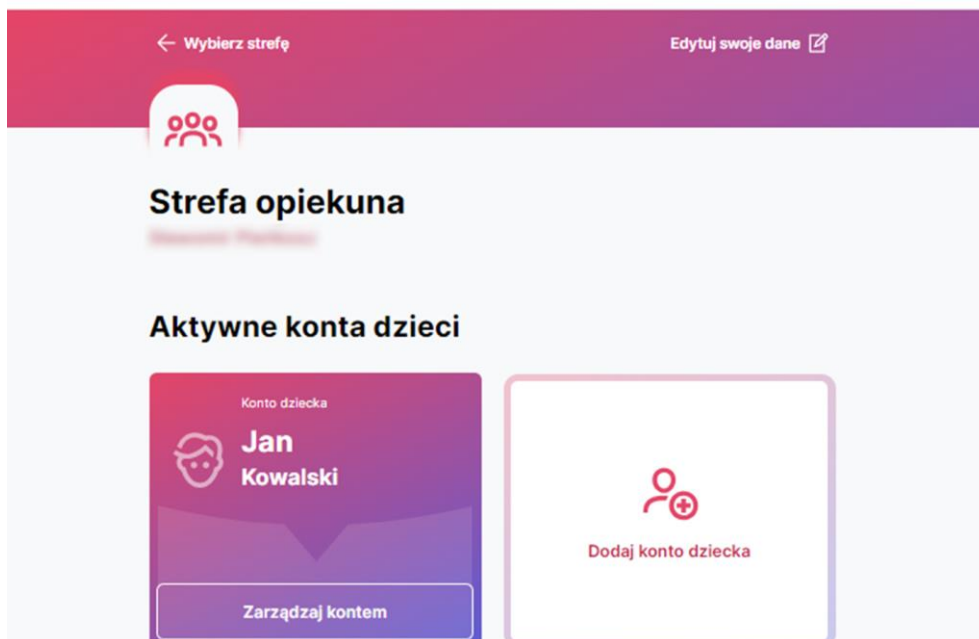 ← Wybierz strefę
Edytuj swoje dane
Strefa opiekuna
Aktywne konta dzieci
Konto dziecka
Jan
Kowalski
Zarządzaj kontem
Dodaj konto dziecka